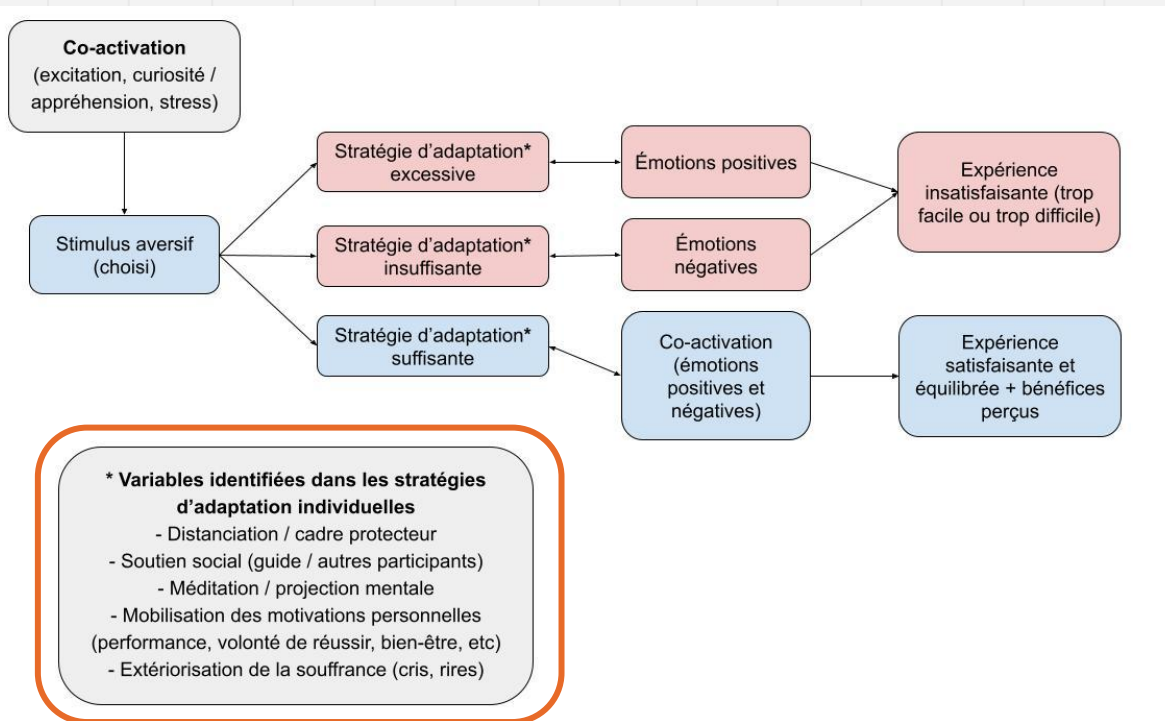 Co-activation
(excitation, curiosité /
appréhension, stress)
Stimulus aversif
(choisi)
Stratégie d’adaptation*
excessive
Émotions positives
Expérience
insatisfaisante (trop
facile ou trop difficile)
Stratégie d’adaptation*
insuffisante
Émotions
négatives
Stratégie d’adaptation*
suffisante
Co-activation
(émotions
positives et
négatives)
Expérience
satisfaisante et
équilibrée + bénéfices
perçus
* Variables identifiées dans les stratégies
d’adaptation individuelles
- Distanciation / cadre protecteur
- Soutien social (guide / autres participants)
- Méditation / projection mentale
- Mobilisation des motivations personnelles
(performance, volonté de réussir, bien-être, etc)
- Extériorisation de la souffrance (cris, rires)